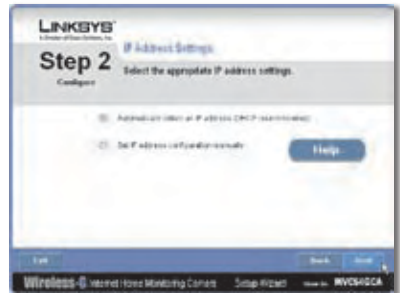 LINKSYS
A Division of Cisco Systems, Inc.
IP Address Settings
Step 2
Select the appropriate IP address settings.
Configure
Automatically obtain an IP address (DHCP recommended)
Set IP address configuration manually
Help
Exit
Back Next
Wireless-G Internet Home Monitoring Camera Setup Wizard WVC54GCA